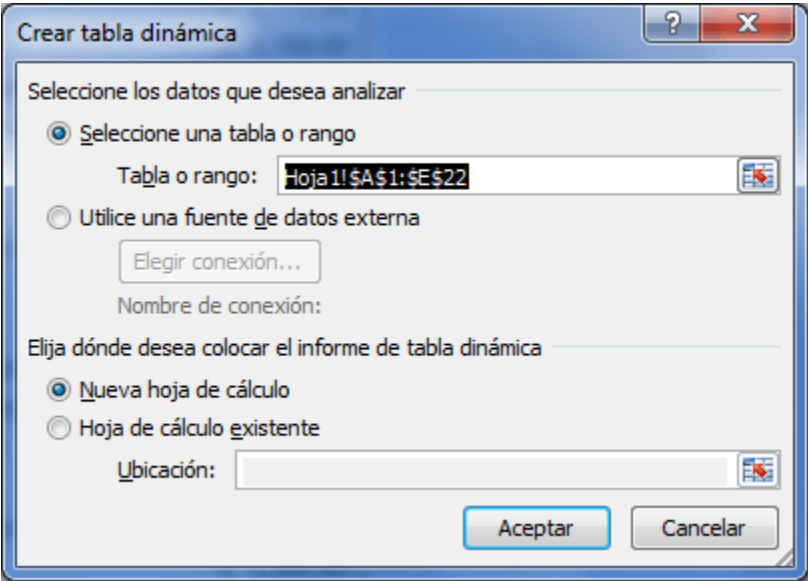 Crear tabla dinámica
?
X
Seleccione los datos que desea analizar
Seleccione una tabla o rango
Tabla o rango: Hoja1!$A$1:$E$22
Utilice una fuente de datos externa
Elegir conexión...
Nombre de conexión:
Elija dónde desea colocar el informe de tabla dinámica
Nueva hoja de cálculo
Hoja de cálculo existente
Ubicación:
Aceptar Cancelar